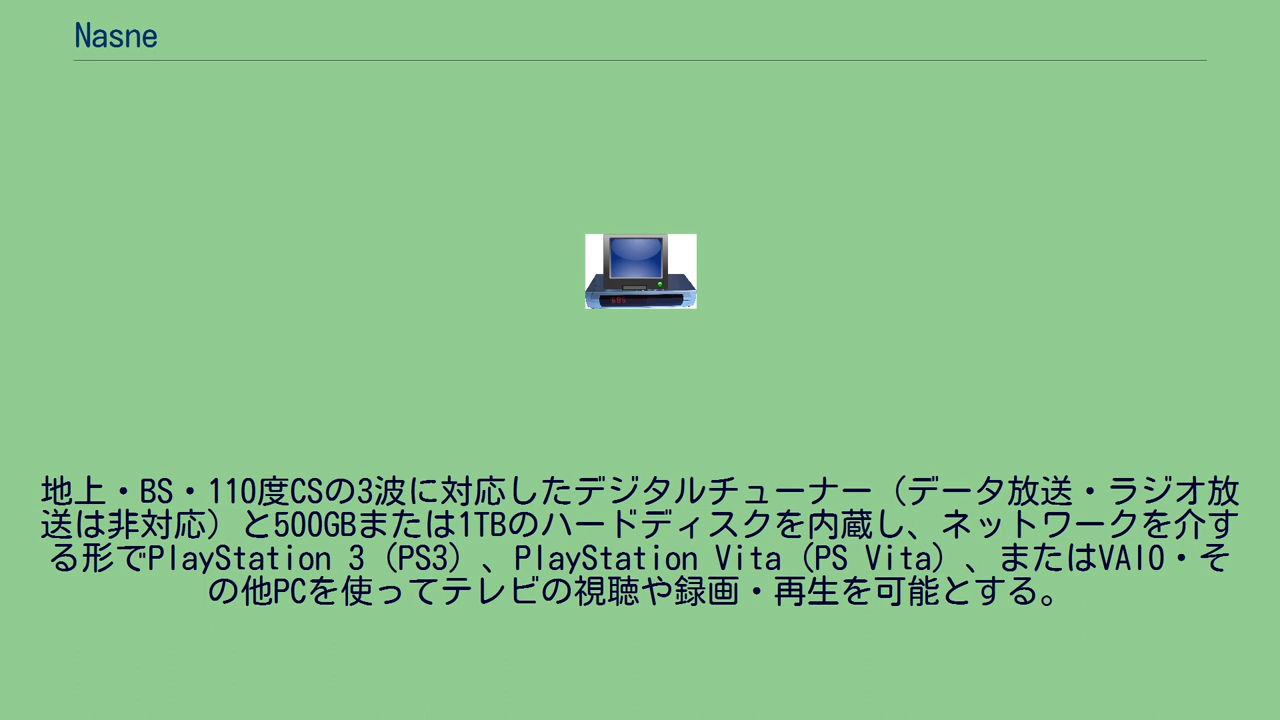 Nasne
地上・BS・110度CSの3波に対応したデジタルチューナー（データ放送・ラジオ放
送は非対応）と500GBまたは1TBのハードディスクを内蔵し、ネットワークを介す
る形でPlayStation 3（PS3）、PlayStation Vita（PS Vita）、またはVAIO・そ
の他PCを使ってテレビの視聴や録画・再生を可能とする。